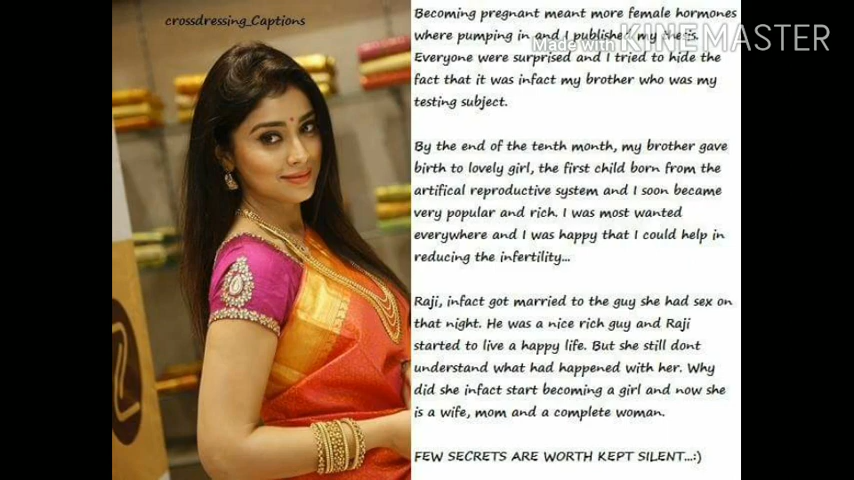 crossdressing_Captions
Becoming pregnant meant more female hormones
where pumping in and I published my thesis.
Made with KINEMASTER
Everyone were surprised and I tried to hide the
fact that it was infact my brother who was my
testing subject.
By the end of the tenth month, my brother gave
birth to lovely girl, the first child born from the
artifical reproductive system and I soon became
very popular and rich. I was most wanted
everywhere and I was happy that I could help in
reducing the infertility...
Raji, infact got married to the guy she had sex on
that night. He was a nice rich guy and Raji
started to live a happy life. But she still dont
understand what had happened with her. Why
did she infact start becoming a girl and now she
is a wife, mom and a complete woman.
FEW SECRETS ARE WORTH KEPT SILENT...:)